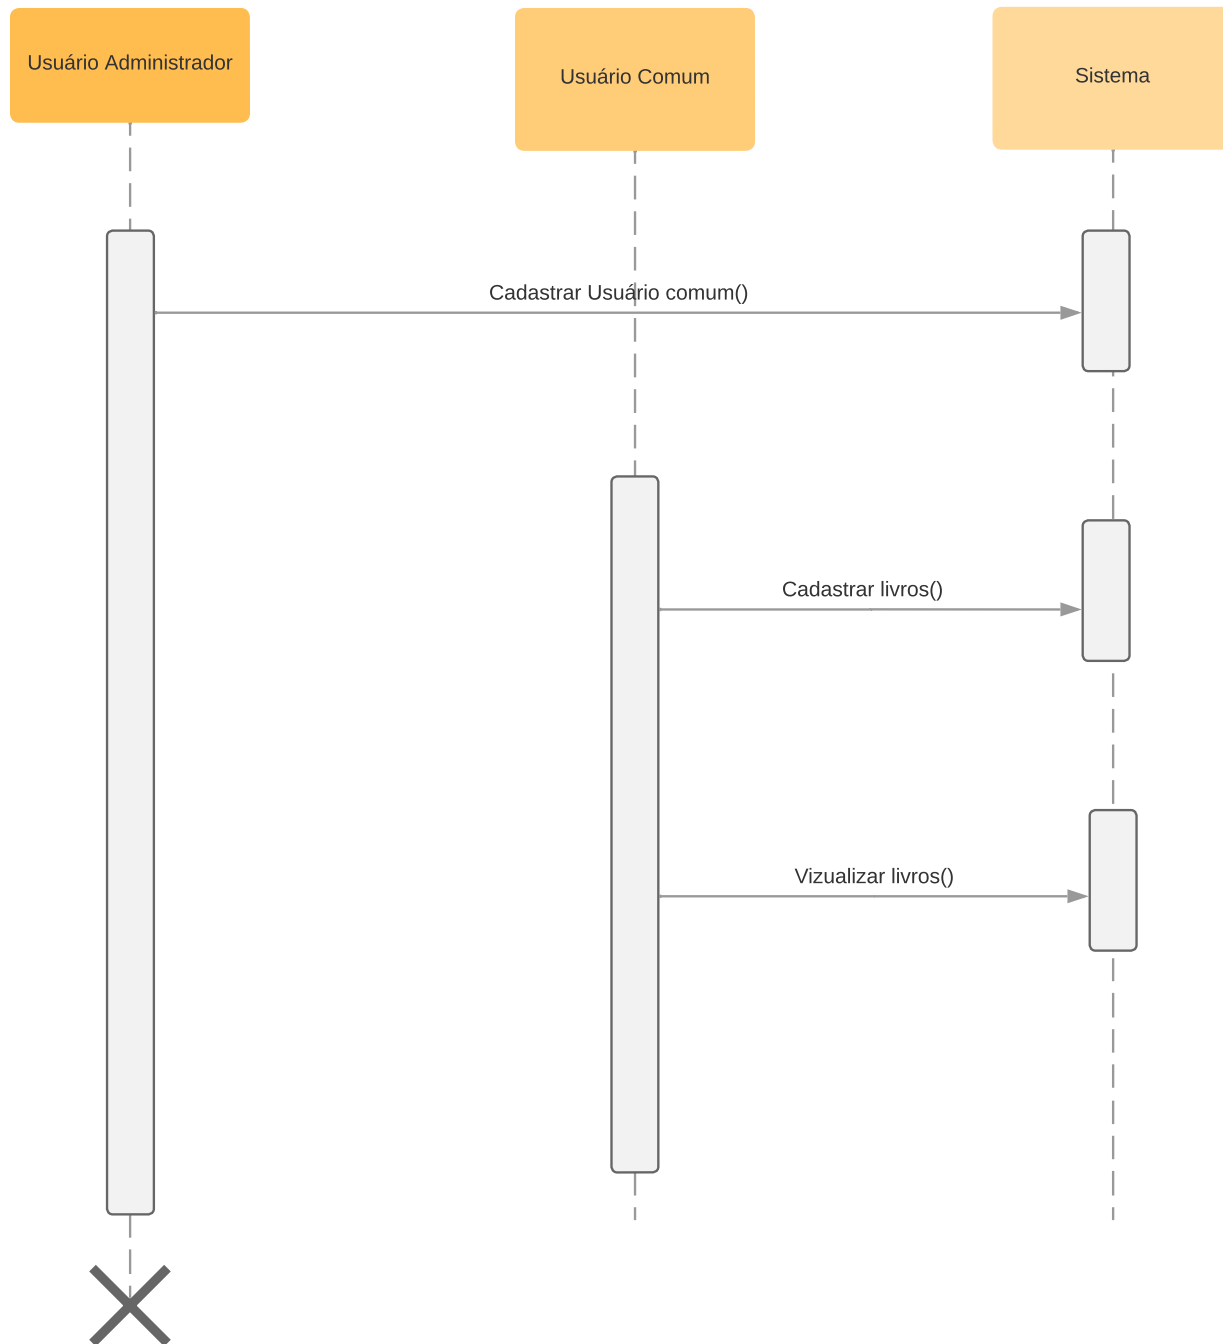 Usuário Administrador
Usuário Comum
Sistema
Cadastrar Usuário comum()
Cadastrar livros()
Vizualizar livros()